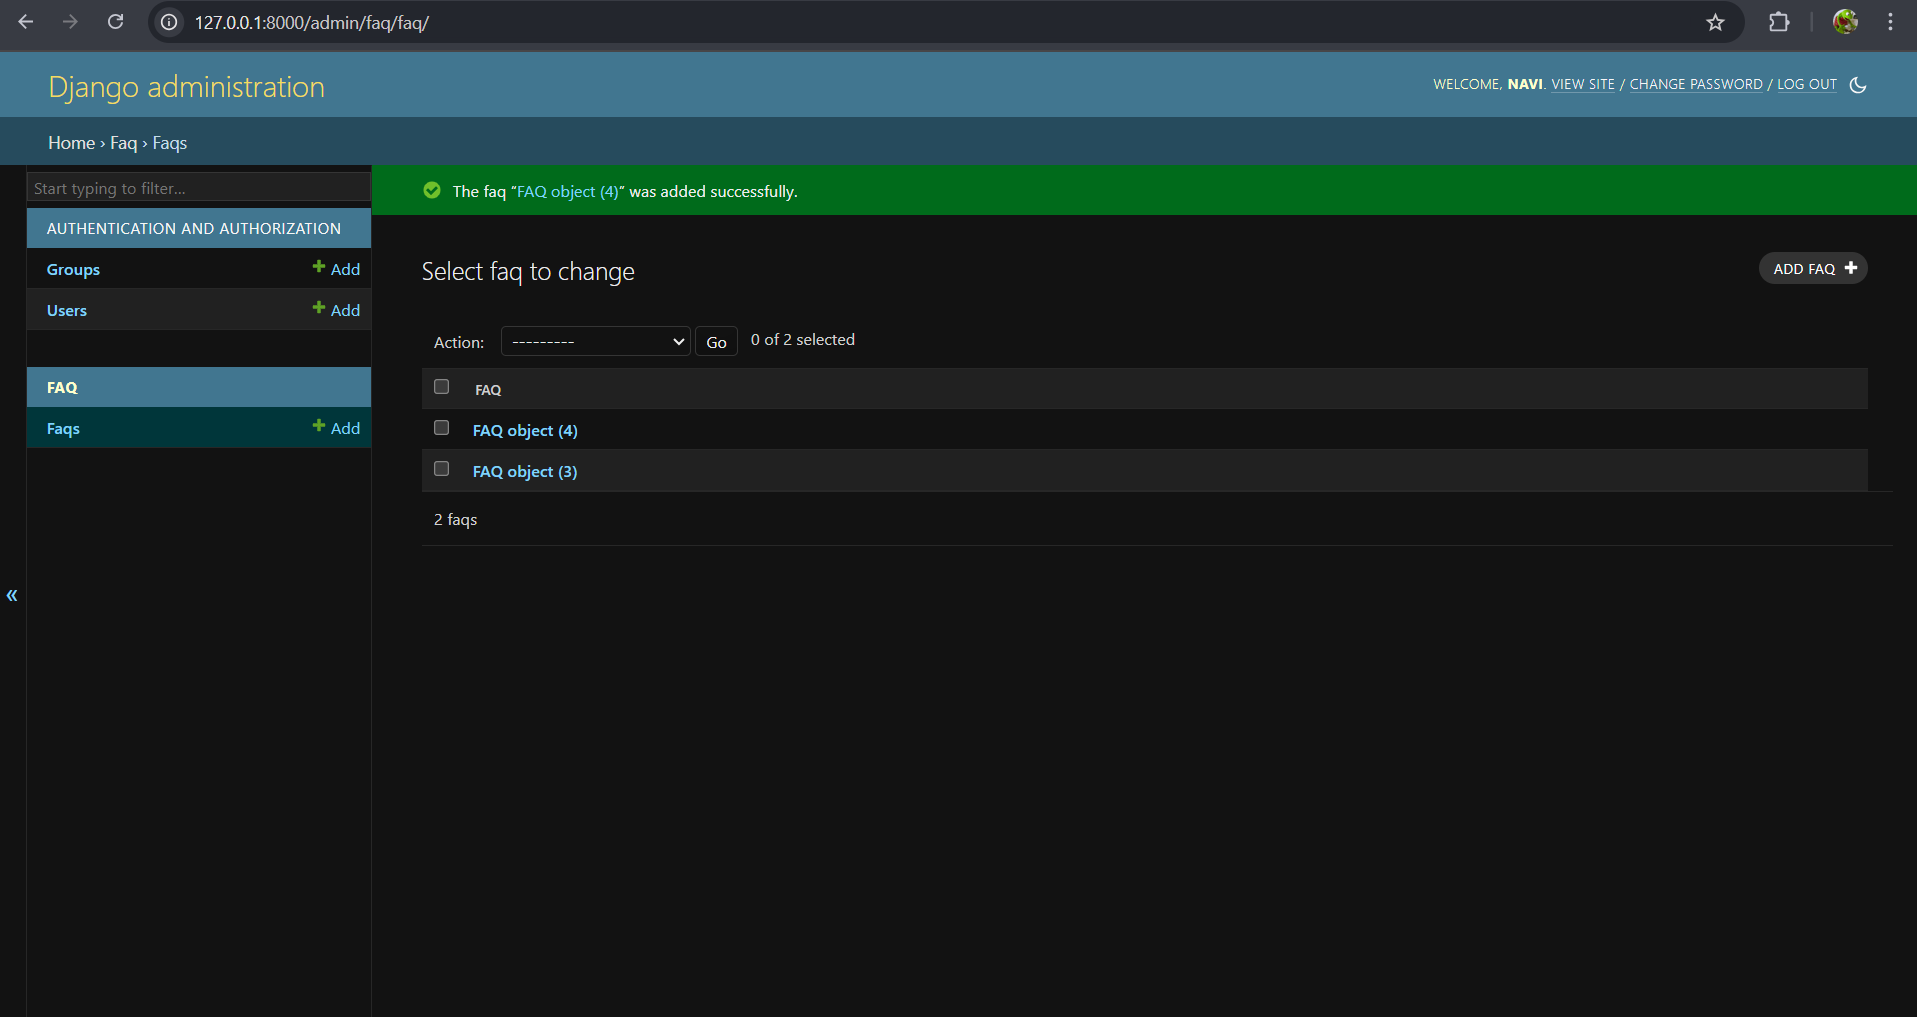 127.0.0.1:8000/admin/faq/faq/
Django administration
WELCOME, NAVI. VIEW SITE / CHANGE PASSWORD / LOG OUT
Home › Faq › Faqs
Start typing to filter...
AUTHENTICATION AND AUTHORIZATION
Groups + Add
Users + Add
FAQ
Faqs + Add
«
The faq “FAQ object (4)” was added successfully.
Select faq to change
ADD FAQ +
Action: --------- Go 0 of 2 selected
FAQ
FAQ object (4)
FAQ object (3)
2 faqs